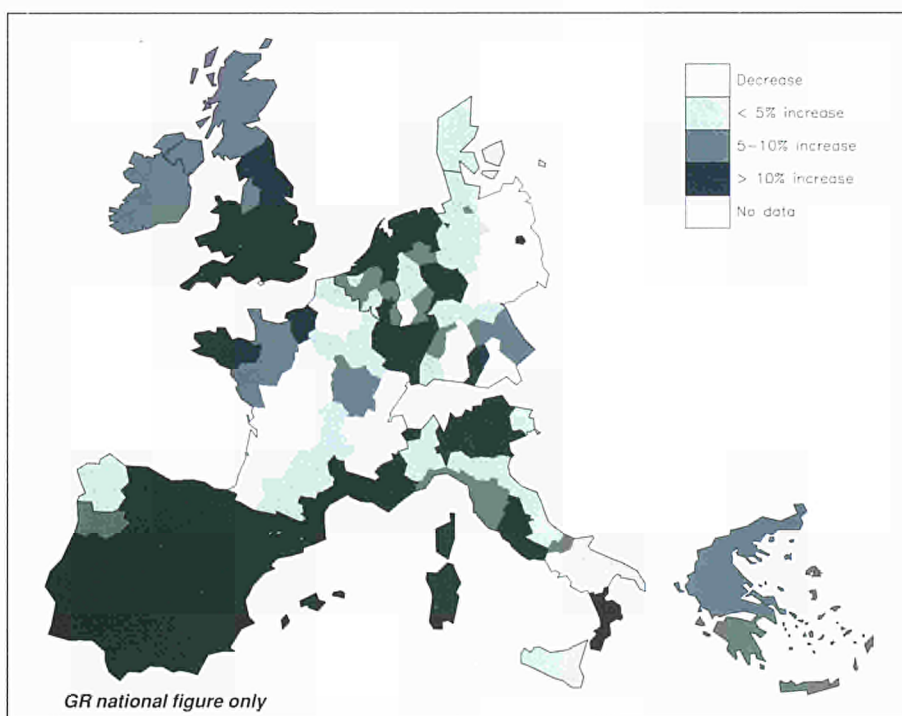 Decrease
< 5% increase
5-10% increase
> 10% increase
No data
GR national figure only